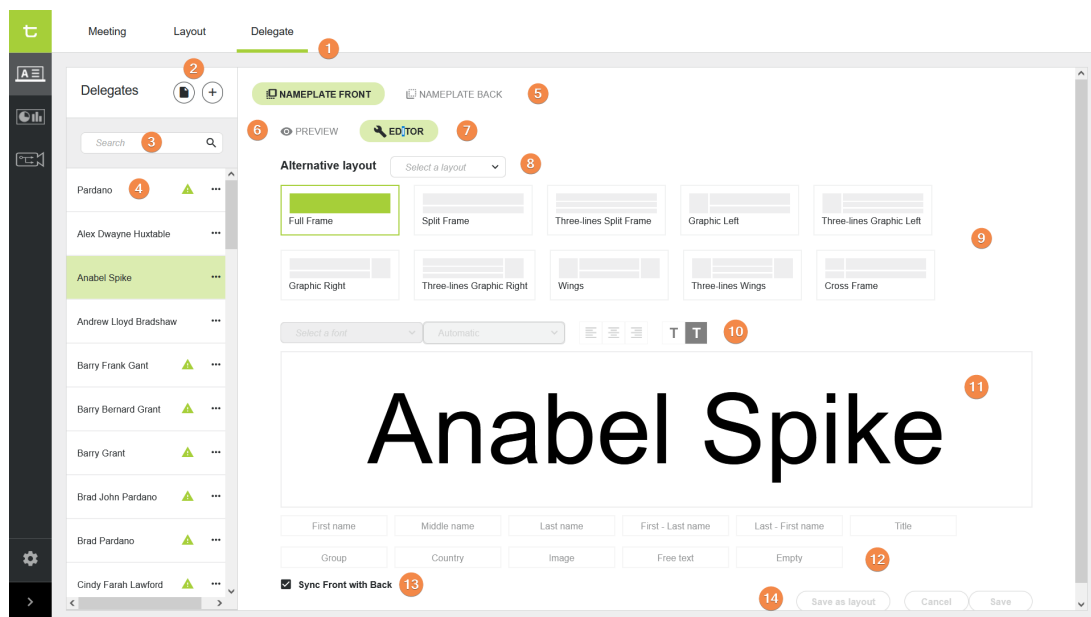 Meeting Layout Delegate
1
2
Delegates
NAMEPLATE FRONT NAMEPLATE BACK 5
Search 3
6 PREVIEW EDITOR 7
Alternative layout Select a layout 8
Pardano 4
Full Frame Split Frame Three-lines Split Frame Graphic Left Three-lines Graphic Left
9
Alex Dwayne Huxtable
Anabel Spike
Graphic Right Three-lines Graphic Right Wings Three-lines Wings Cross Frame
Andrew Lloyd Bradshaw
Select a font Automatic T T 10
Barry Frank Gant
11
Anabel Spike
Barry Bernard Grant
Barry Grant
Brad John Pardano
First name Middle name Last name First - Last name Last - First name Title
Brad Pardano
Group Country Image Free text Empty 12
Cindy Farah Lawford
Sync Front with Back 13
14 Save as layout Cancel Save